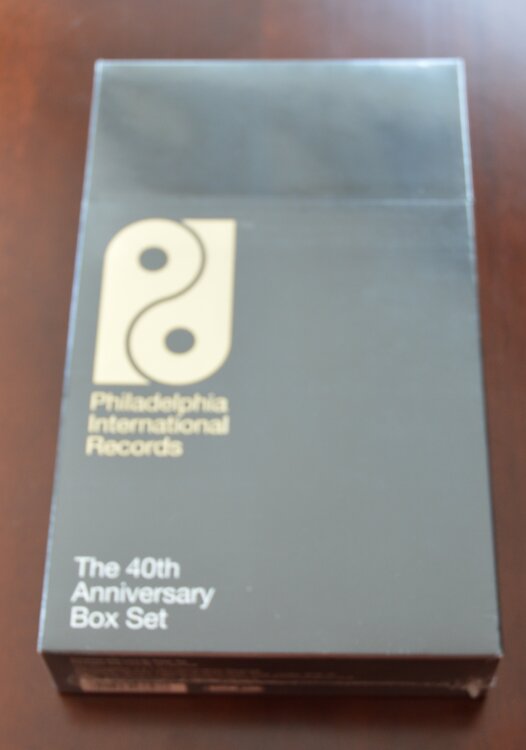 Philadelphia
International
Records
The 40th
Anniversary
Box Set